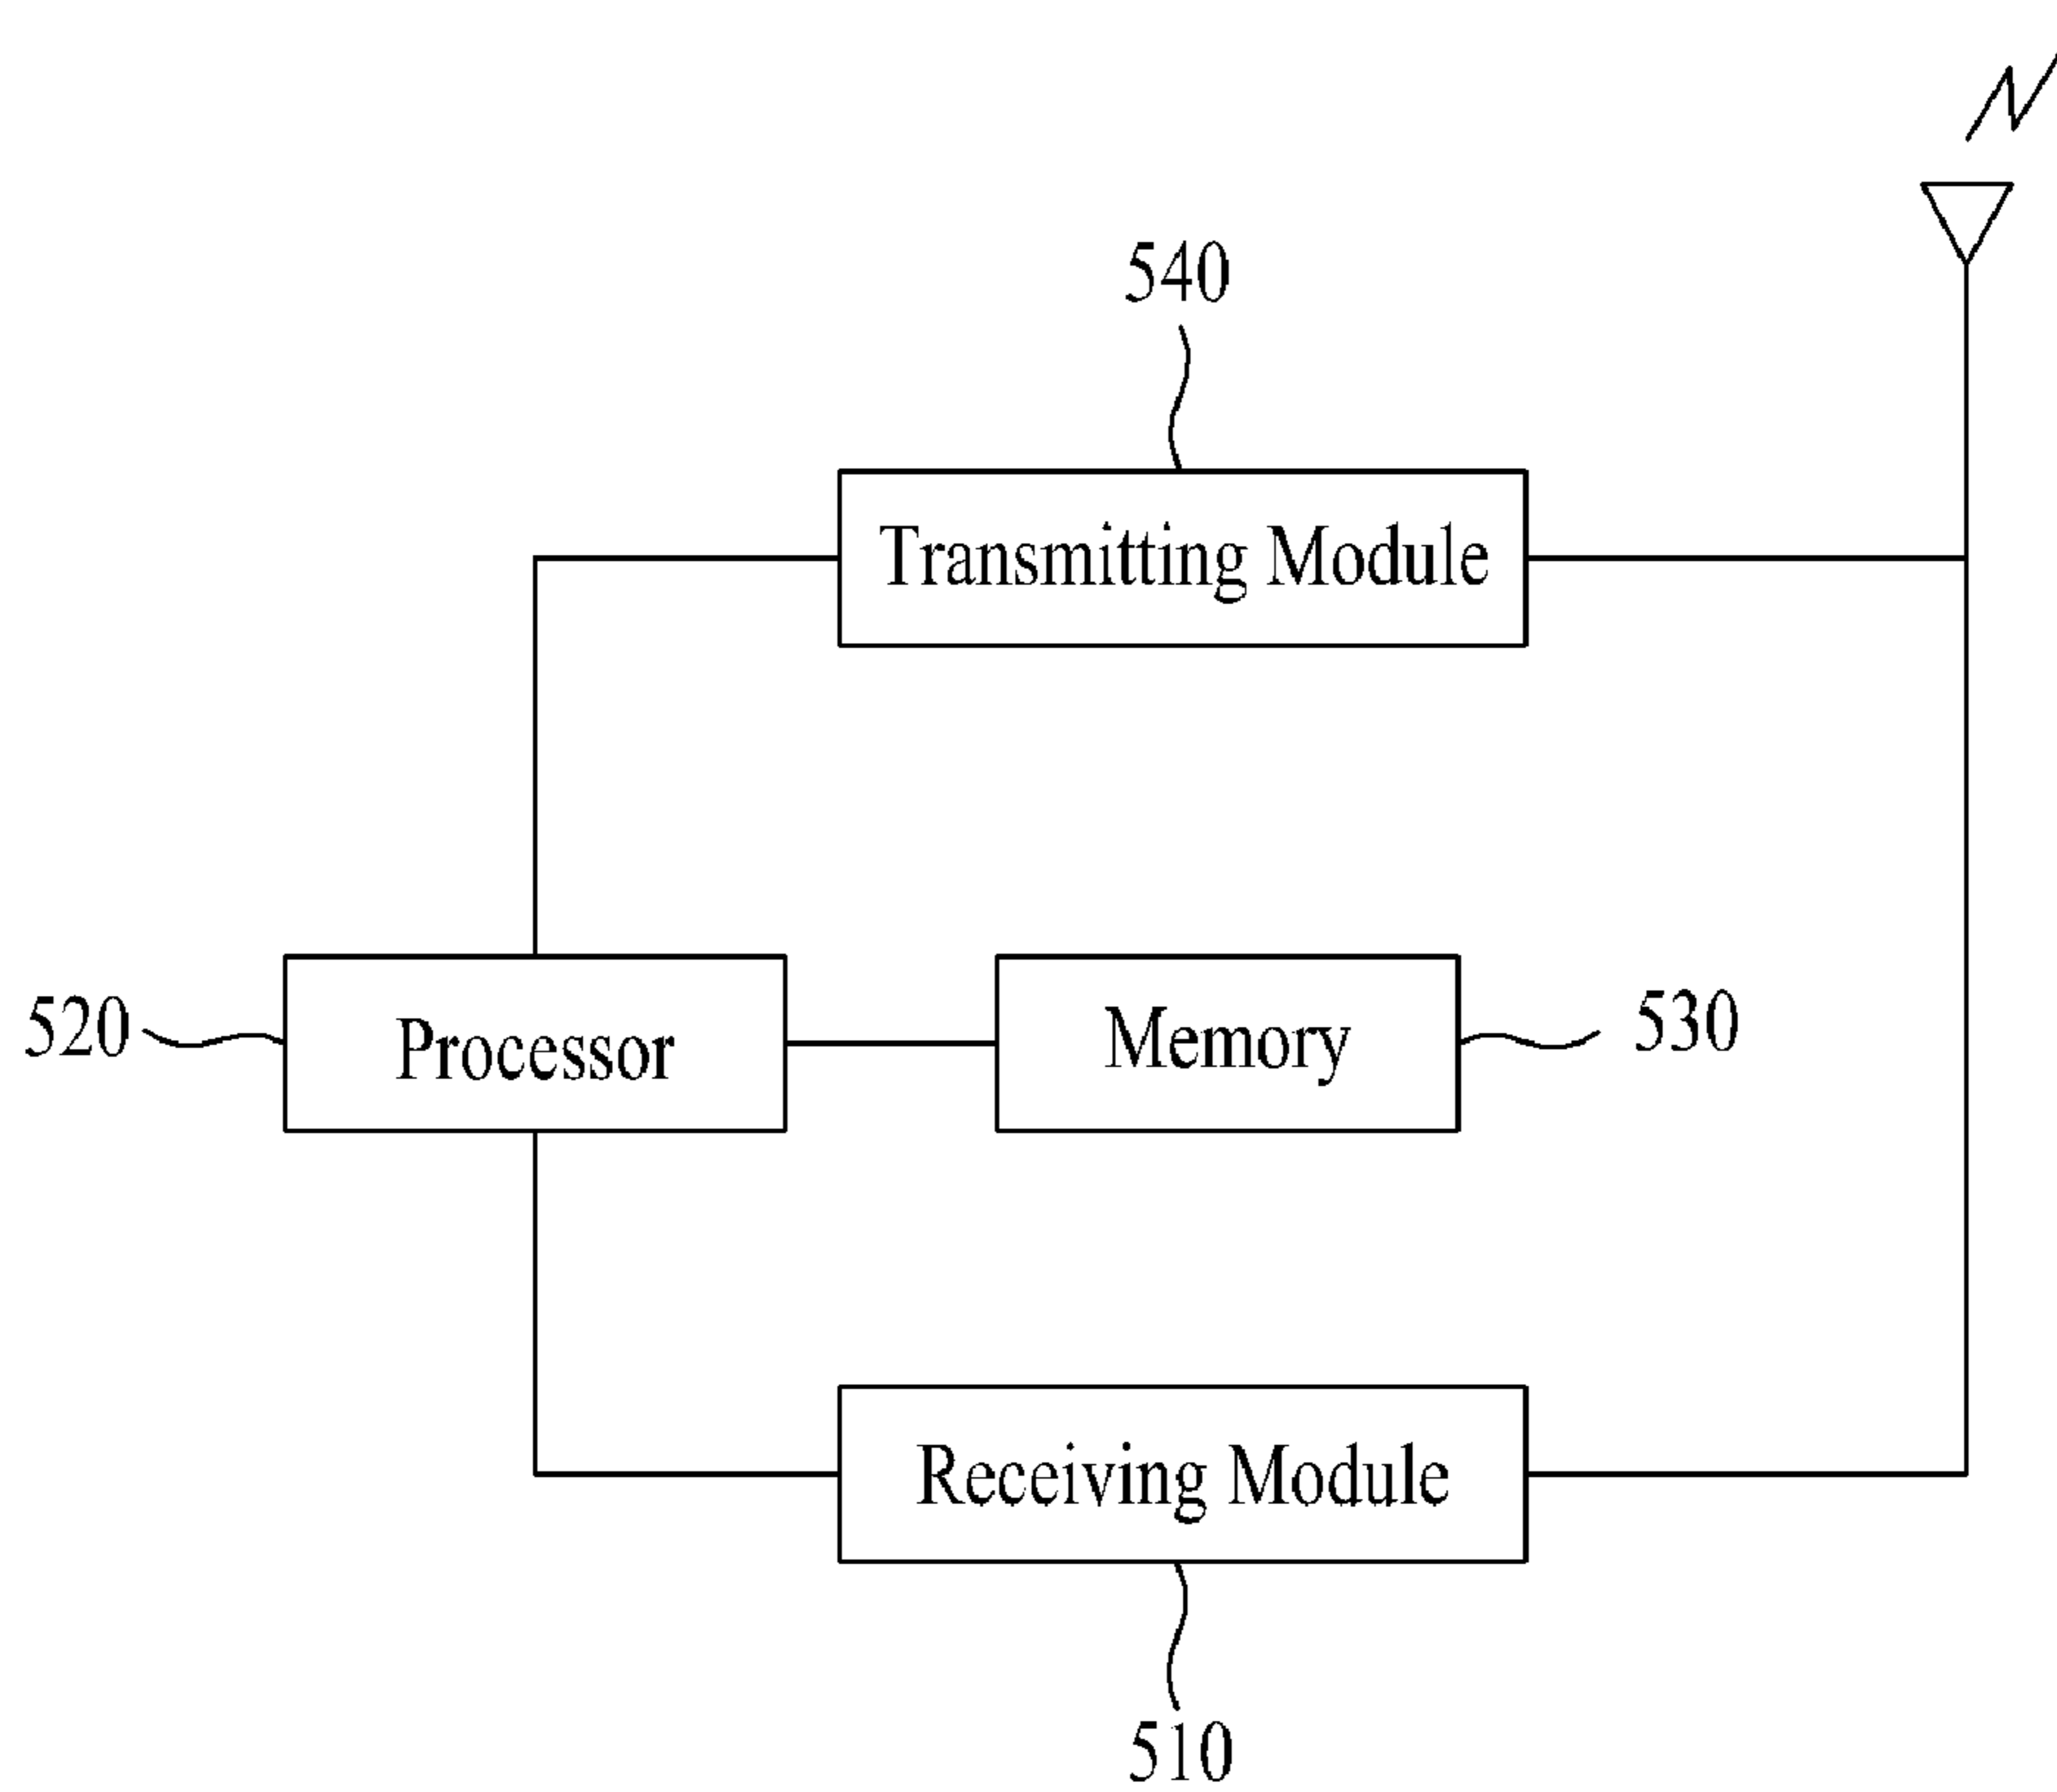 540
Transmitting Module
520
Processor
Memory
530
Receiving Module
510